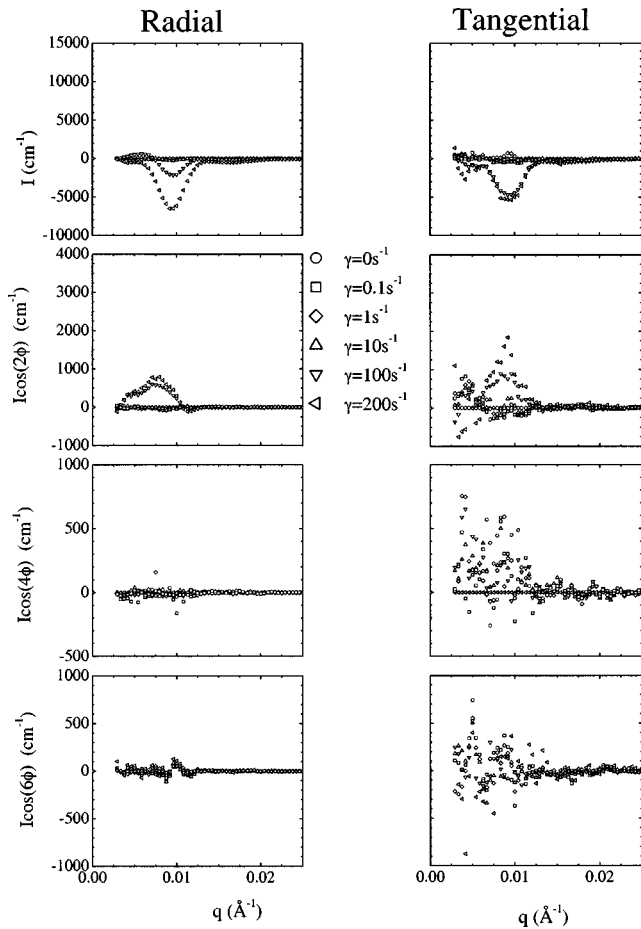 Radial
Tangential
15000
10000
5000
0
-5000
-10000
I (cm⁻¹)
4000
3000
2000
1000
0
-1000
Icos(2ϕ) (cm⁻¹)
γ=0s⁻¹
γ=0.1s⁻¹
γ=1s⁻¹
γ=10s⁻¹
γ=100s⁻¹
γ=200s⁻¹
1000
500
0
-500
Icos(4ϕ) (cm⁻¹)
1000
500
0
-500
-1000
Icos(6ϕ) (cm⁻¹)
0.00 0.01 0.02
0.00 0.01 0.02
q (Å⁻¹)
q (Å⁻¹)